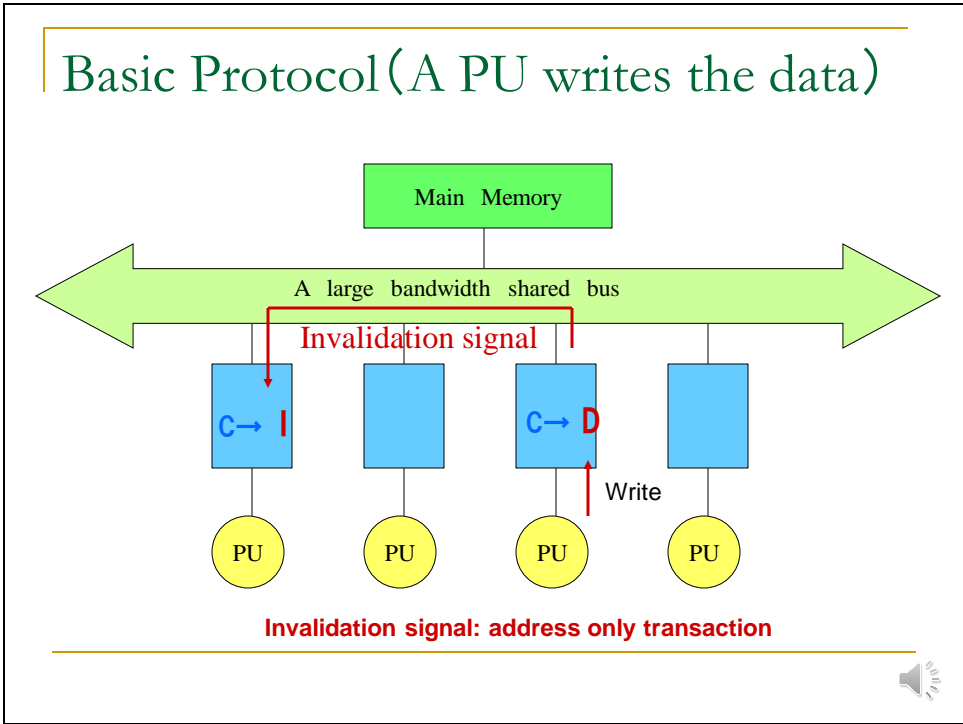 Basic Protocol（A PU writes the data）
Main Memory
A large bandwidth shared bus
Invalidation signal
C→ I
C→ D
Write
PU
PU
PU
PU
Invalidation signal: address only transaction